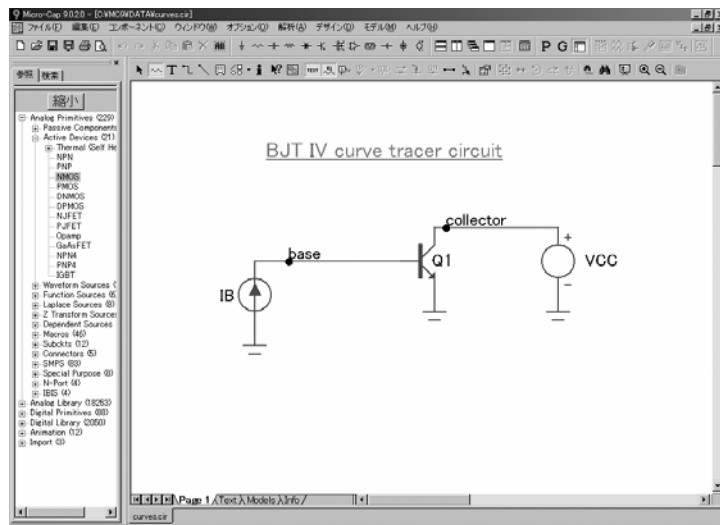 Micro-Cap 9.0.2.0 - [C:¥MC9¥DATA¥curves.cir]
ファイル(F) 編集(E) コンポーネント(C) ウィンドウ(W) オプション(O) 解析(A) デザイン(D) モデル(M) ヘルプ(H)
P G
参照 検索
縮小
Analog Primitives (229)
Passive Components
Active Devices (21)
Thermal (Self He
NPN
PNP
NMOS
PMOS
DNMOS
DPMOS
NJFET
PJFET
Opamp
GaAsFET
NPN4
PNP4
IGBT
Waveform Sources (
Function Sources (6
Laplace Sources (8)
Z Transform Source
Dependent Sources
Macros (46)
Subckts (12)
Connectors (5)
SMPS (83)
Special Purpose (8)
N-Port (4)
IBIS (4)
Analog Library (18263)
Digital Primitives (88)
Digital Library (2050)
Animation (12)
Import (3)
BJT IV curve tracer circuit
collector
base
Q1
IB
+
VCC
-
Page 1 Text Models Info
curves.cir